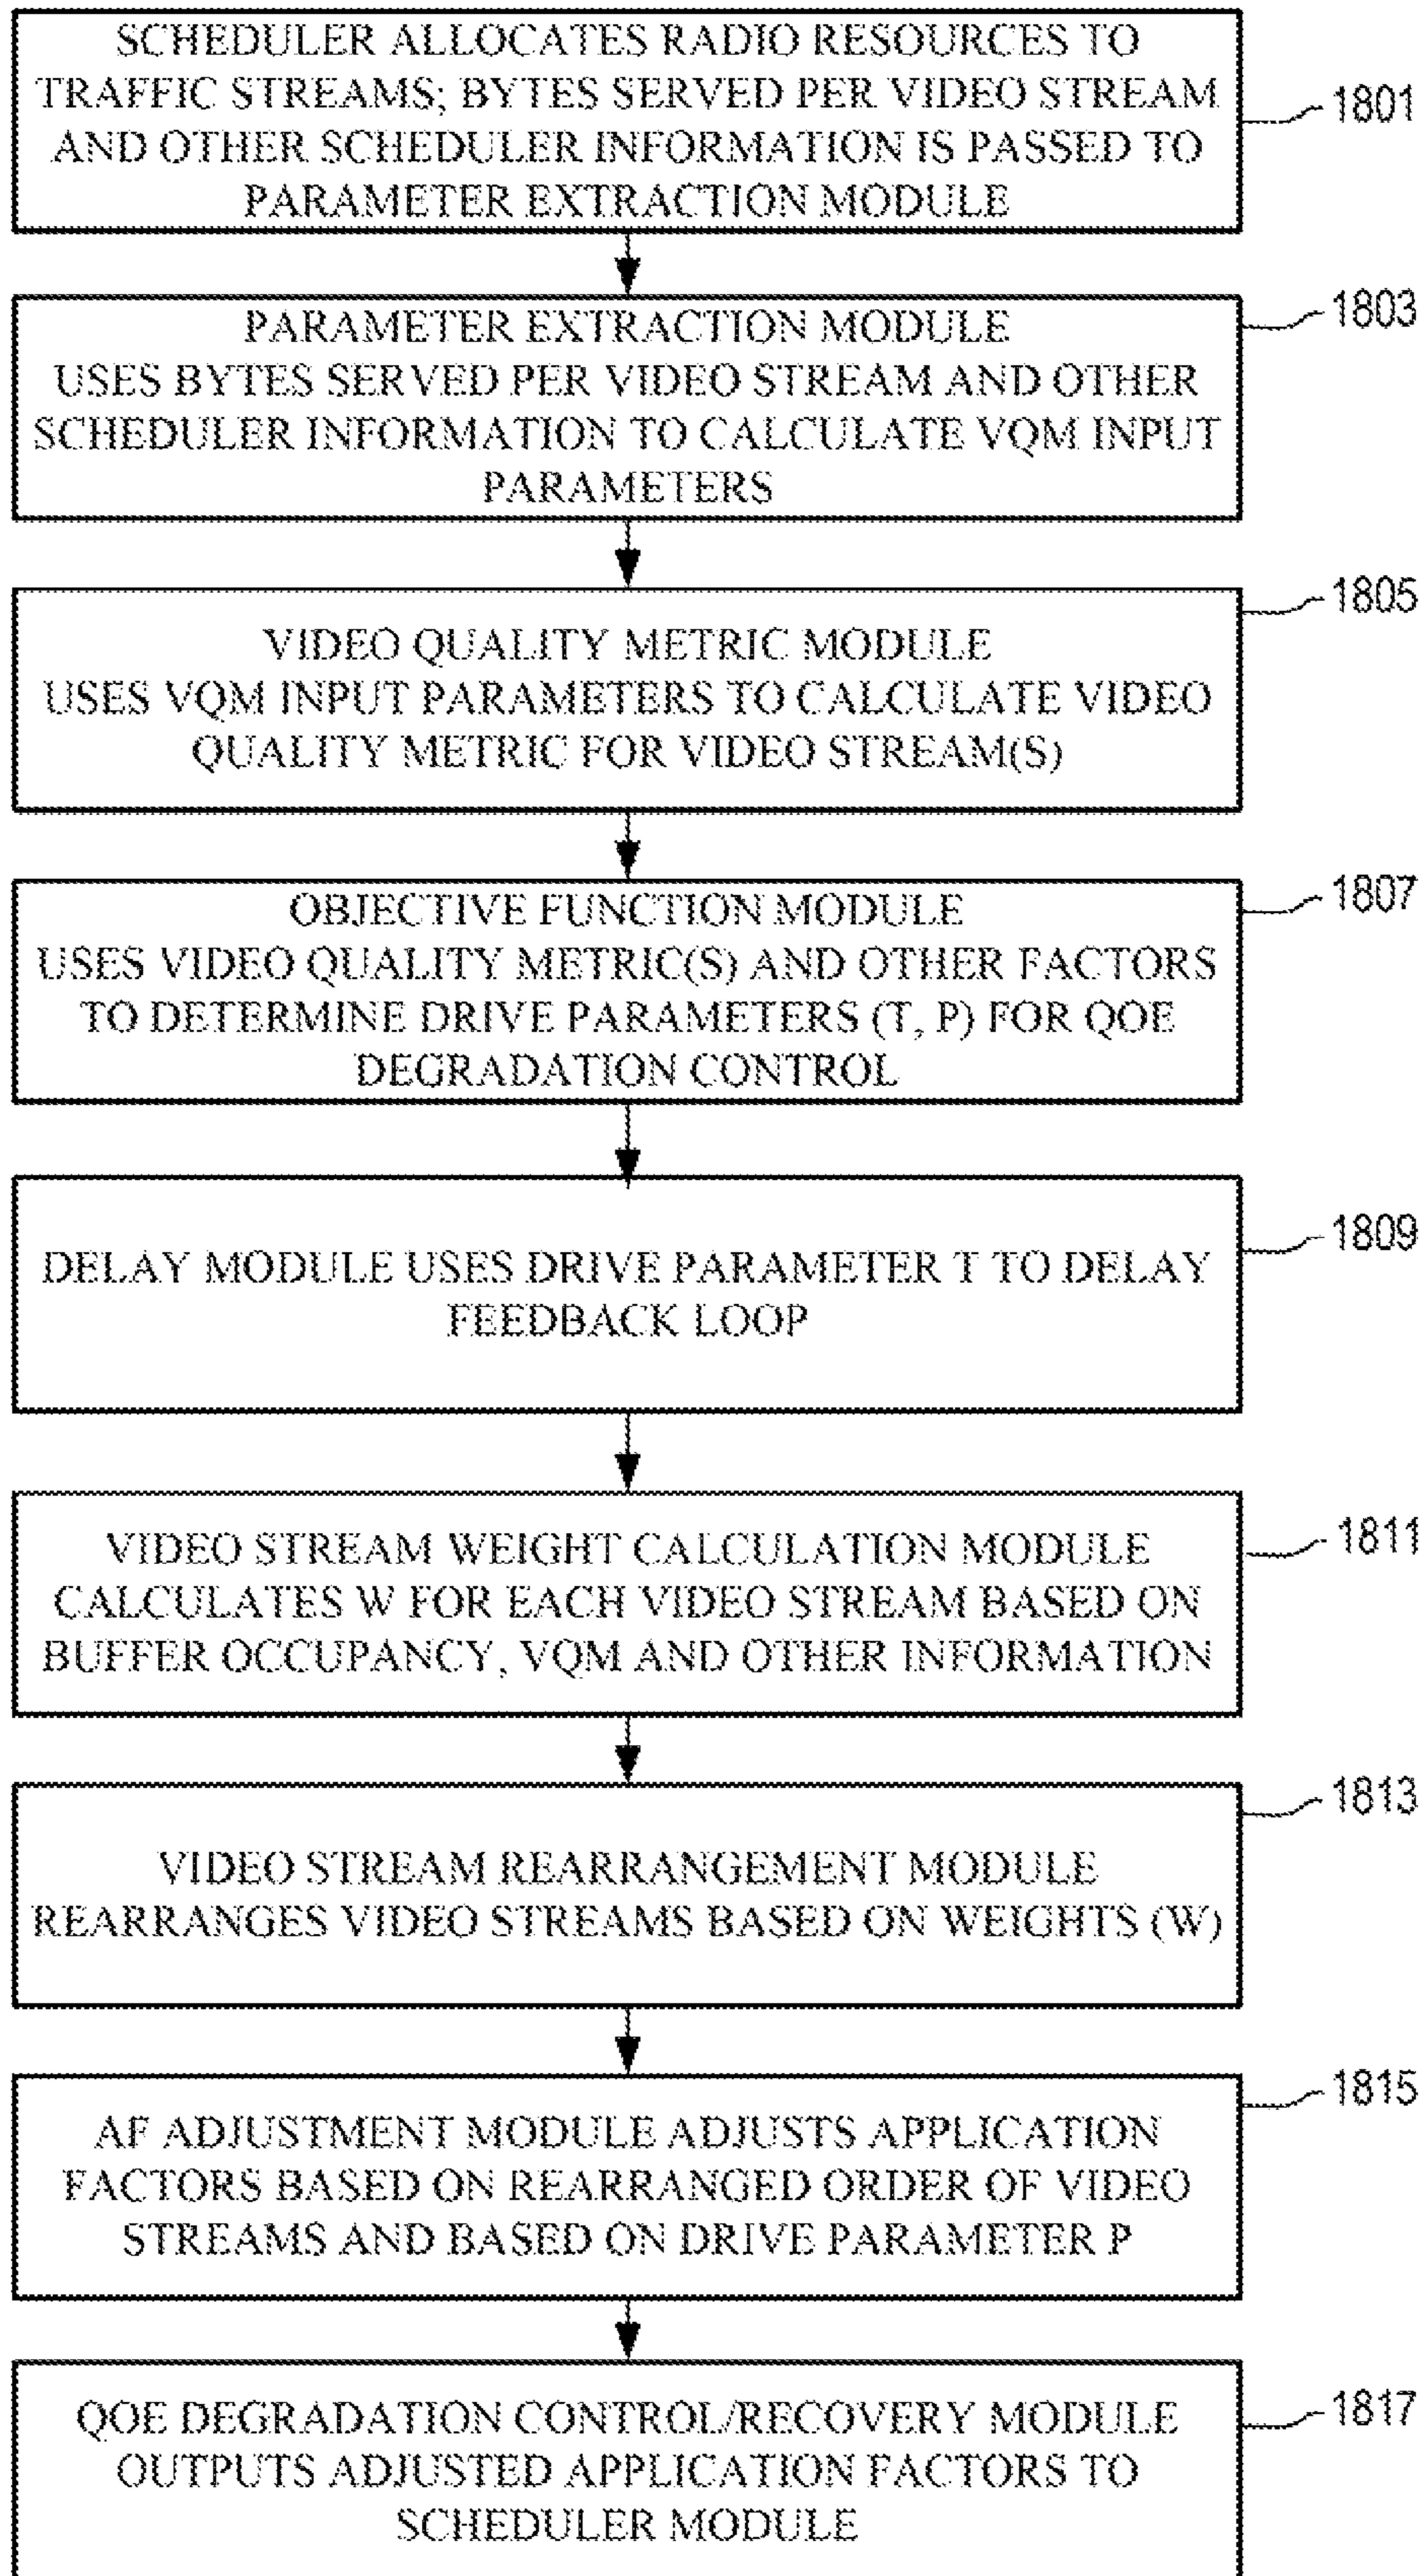 SCHEDULER ALLOCATES RADIO RESOURCES TO
TRAFFIC STREAMS; BYTES SERVED PER VIDEO STREAM
AND OTHER SCHEDULER INFORMATION IS PASSED TO
PARAMETER EXTRACTION MODULE
1801
PARAMETER EXTRACTION MODULE
USES BYTES SERVED PER VIDEO STREAM AND OTHER
SCHEDULER INFORMATION TO CALCULATE VQM INPUT
PARAMETERS
1803
VIDEO QUALITY METRIC MODULE
USES VQM INPUT PARAMETERS TO CALCULATE VIDEO
QUALITY METRIC FOR VIDEO STREAM(S)
1805
OBJECTIVE FUNCTION MODULE
USES VIDEO QUALITY METRIC(S) AND OTHER FACTORS
TO DETERMINE DRIVE PARAMETERS (T, P) FOR QOE
DEGRADATION CONTROL
1807
DELAY MODULE USES DRIVE PARAMETER T TO DELAY
FEEDBACK LOOP
1809
VIDEO STREAM WEIGHT CALCULATION MODULE
CALCULATES W FOR EACH VIDEO STREAM BASED ON
BUFFER OCCUPANCY, VQM AND OTHER INFORMATION
1811
VIDEO STREAM REARRANGEMENT MODULE
REARRANGES VIDEO STREAMS BASED ON WEIGHTS (W)
1813
AF ADJUSTMENT MODULE ADJUSTS APPLICATION
FACTORS BASED ON REARRANGED ORDER OF VIDEO
STREAMS AND BASED ON DRIVE PARAMETER P
1815
QOE DEGRADATION CONTROL/RECOVERY MODULE
OUTPUTS ADJUSTED APPLICATION FACTORS TO
SCHEDULER MODULE
1817